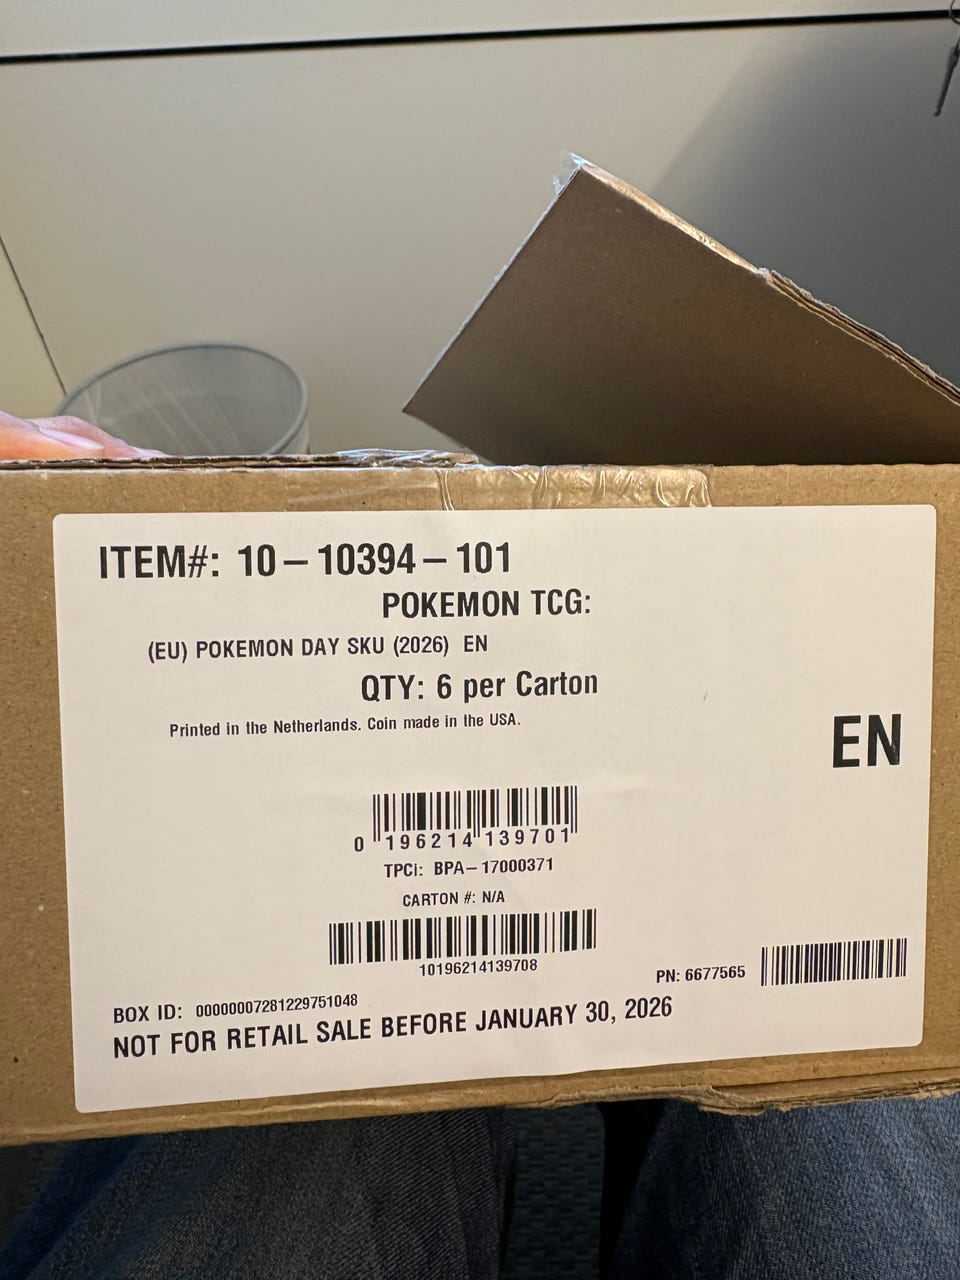 ITEM#: 10-10394-101
POKEMON TCG:
(EU) POKEMON DAY SKU (2026) EN
QTY: 6 per Carton
Printed in the Netherlands. Coin made in the USA.
EN
0 196214 139701
TPCi: BPA-17000371
CARTON #: N/A
10196214139708
PN: 6677565
BOX ID: 00000007281229751048
NOT FOR RETAIL SALE BEFORE JANUARY 30, 2026